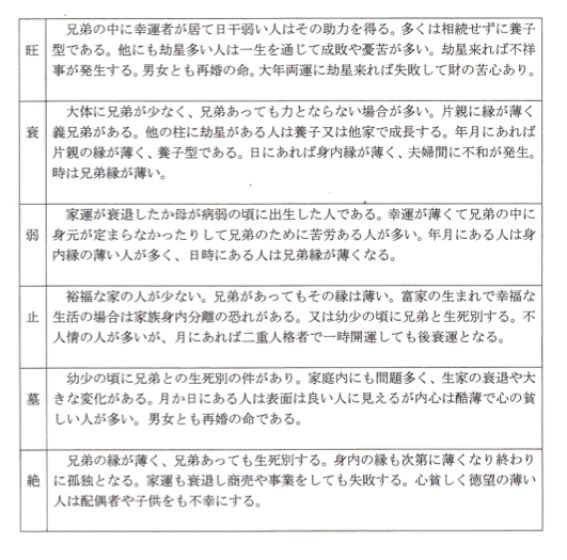 旺
兄弟の中に幸運者が居て日干弱い人はその助力を得る。多くは相続せずに養子
型である。他にも劫星多い人は一生を通じて成敗や憂苦が多い。劫星来れば不祥
事が発生する。男女とも再婚の命。大年両運に劫星来れば失敗して財の苦心あり。
衰
大体に兄弟が少なく、兄弟あっても力とならない場合が多い。片親に縁が薄く
義兄弟がある。他の柱に劫星がある人は養子又は他家で成長する。年月にあれば
片親の縁が薄く、養子型である。日にあれば身内縁が薄く、夫婦間に不和が発生。
時は兄弟縁が薄い。
弱
家運が衰退したか母が病弱の頃に出生した人である。幸運が薄くて兄弟の中に
身元が定まらなかったりして兄弟のために苦労ある人が多い。年月にある人は身
内縁の薄い人が多く、日時にある人は兄弟縁が薄くなる。
止
裕福な家の人が少ない。兄弟があってもその縁は薄い。富家の生まれで幸福な
生活の場合は家族身内分離の恐れがある。又は幼少の頃に兄弟と生死別する。不
人情の人が多いが、月にあれば二重人格者で一時開運しても後衰運となる。
墓
幼少の頃に兄弟との生死別の件があり。家庭内にも問題多く、生家の衰退や大
きな変化がある。月か日にある人は表面は良い人に見えるが内心は酷薄で心の貧
しい人が多い。男女とも再婚の命である。
絶
兄弟の縁が薄く、兄弟あっても生死別する。身内の縁も次第に薄くなり終わり
に孤独となる。家運も衰退し商売や事業をしても失敗する。心貧しく徳望の薄い
人は配偶者や子供をも不幸にする。